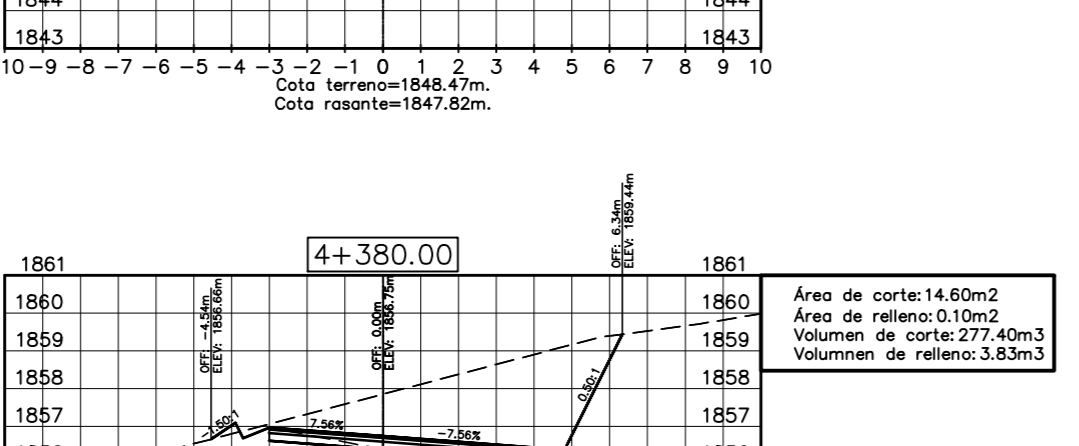 1844 1844
1843 1843
10 -9 -8 -7 -6 -5 -4 -3 -2 -1 0 1 2 3 4 5 6 7 8 9 10
Cota terreno=1848.47m.
Cota rasante=1847.82m.
4+380.00
OFF: 6.34m
ELEV: 1859.44m
1861 1861
OFF: -4.54m
ELEV: 1856.66m
OFF: 0.00m
ELEV: 1856.75m
1860 1860
1859 1859
1858 1858
1857 1857
Área de corte:14.60m2
Área de relleno:0.10m2
Volumen de corte:277.40m3
Volumnen de relleno:3.83m3
0.50:1
-1.50:1
7.56%
-7.56%